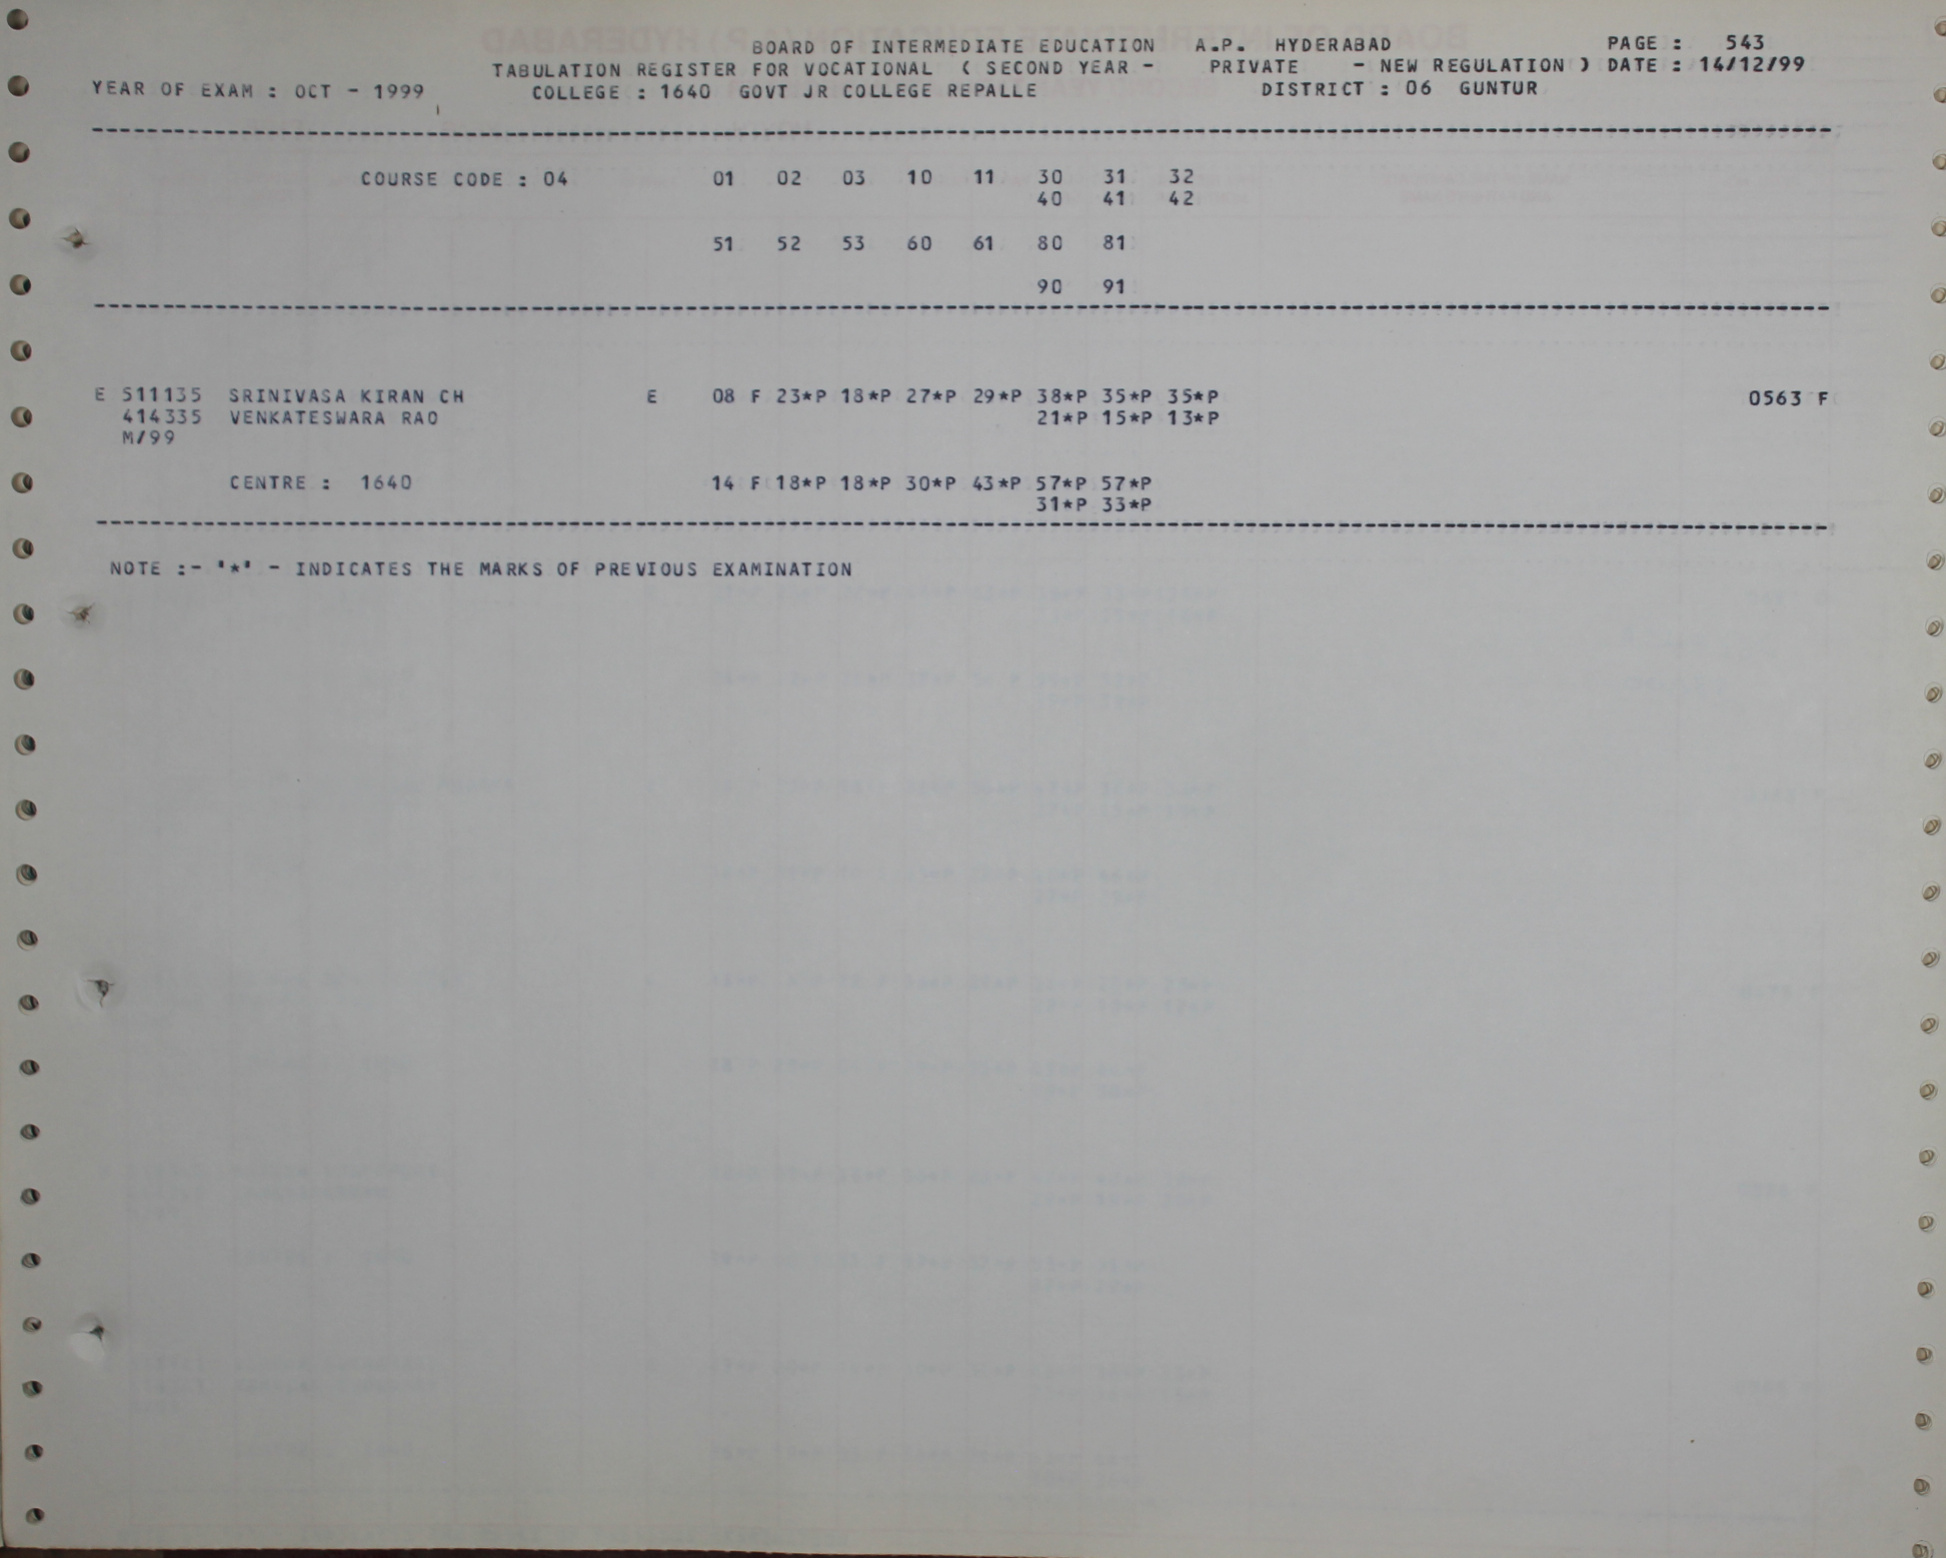 BOARD OF INTERMEDIATE EDUCATION A.P. HYDERABAD PAGE : 543
TABULATION REGISTER FOR VOCATIONAL ( SECOND YEAR - PRIVATE - NEW REGULATION ) DATE : 14/12/99
YEAR OF EXAM : OCT - 1999 COLLEGE : 1640 GOVT JR COLLEGE REPALLE DISTRICT : 06 GUNTUR
COURSE CODE : 04 01 02 03 10 11 30 31 32
40 41 42
51 52 53 60 61 80 81
90 91
E 511135 SRINIVASA KIRAN CH E 08 F 23*P 18*P 27*P 29*P 38*P 35*P 35*P 0563 F
414335 VENKATESWARA RAO 21*P 15*P 13*P
M/99
CENTRE : 1640 14 F 18*P 18*P 30*P 43*P 57*P 57*P
31*P 33*P
NOTE :- '*' - INDICATES THE MARKS OF PREVIOUS EXAMINATION